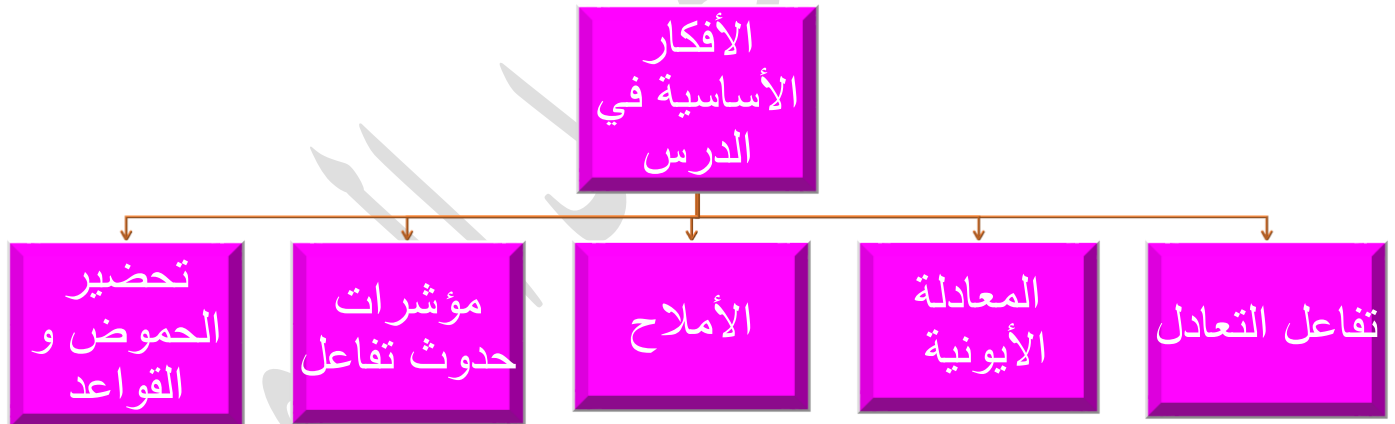 الأفكار
الأساسية في
الدرس
تفاعل التعادل
المعادلة
الأيونية
الأملاح
مؤشرات
حدوث تفاعل
تحضير
الحموض و
القواعد